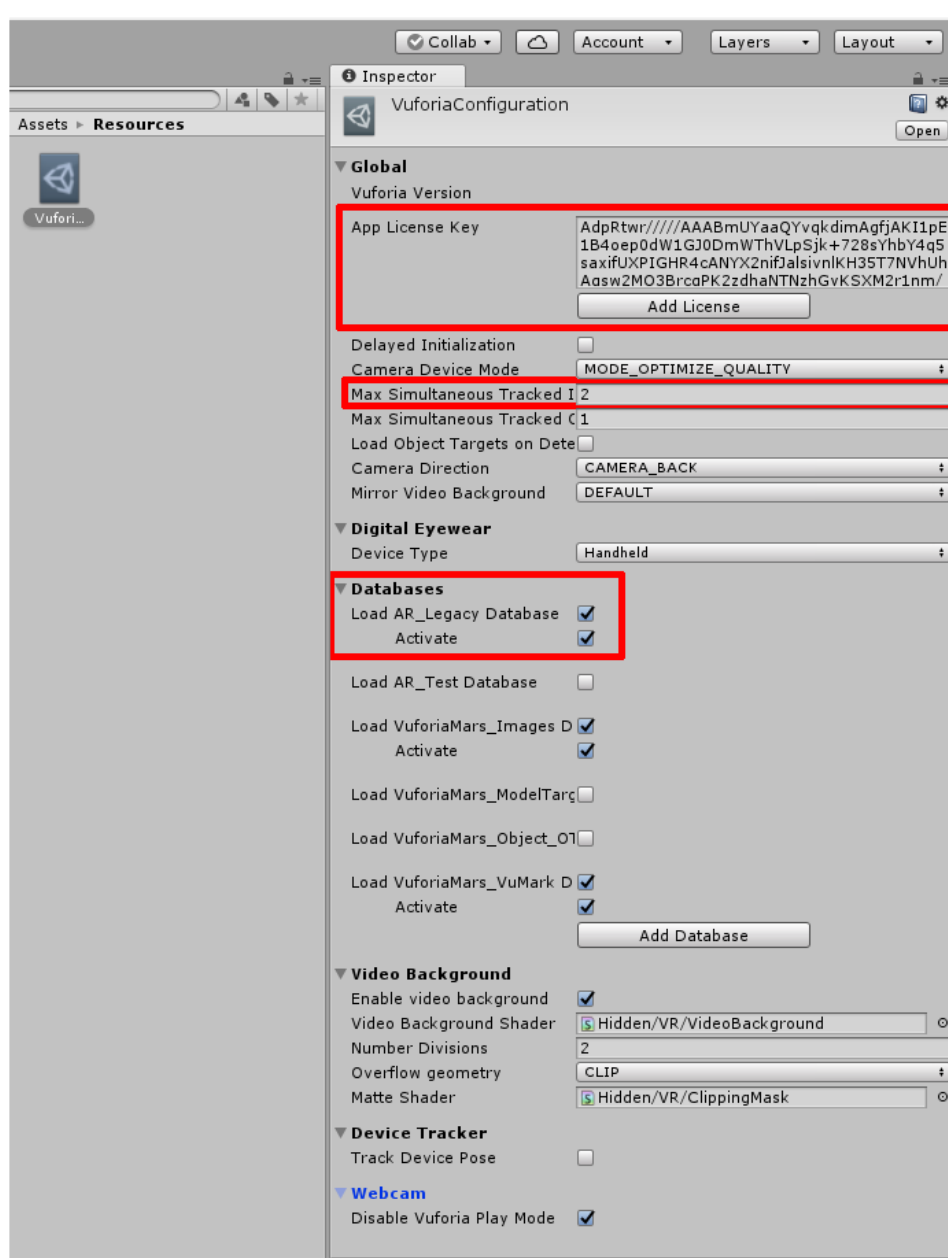 Collab Account Layers Layout
Inspector
VuforiaConfiguration
Open
Assets Resources
Vufori...
Global
Vuforia Version
App License Key AdpRtwr/////AAABmUYaaQYvqkdimAgfjAKI1pE
1B4oep0dW1GJ0DmWThVLpSjk+728sYhbY4q5
saxifUXPIGHR4cANYX2nifJalsivnlKH35T7NVhUh
Aqsw2MO3BrcqPK2zdhaNTNzhGvKSXM2r1nm/
Add License
Delayed Initialization
Camera Device Mode MODE_OPTIMIZE_QUALITY
Max Simultaneous Tracked I 2
Max Simultaneous Tracked O 1
Load Object Targets on Dete
Camera Direction CAMERA_BACK
Mirror Video Background DEFAULT
Digital Eyewear
Device Type Handheld
Databases
Load AR_Legacy Database
Activate
Load AR_Test Database
Load VuforiaMars_Images D
Activate
Load VuforiaMars_ModelTarg
Load VuforiaMars_Object_OT
Load VuforiaMars_VuMark D
Activate
Add Database
Video Background
Enable video background
Video Background Shader Hidden/VR/VideoBackground
Number Divisions 2
Overflow geometry CLIP
Matte Shader Hidden/VR/ClippingMask
Device Tracker
Track Device Pose
Webcam
Disable Vuforia Play Mode